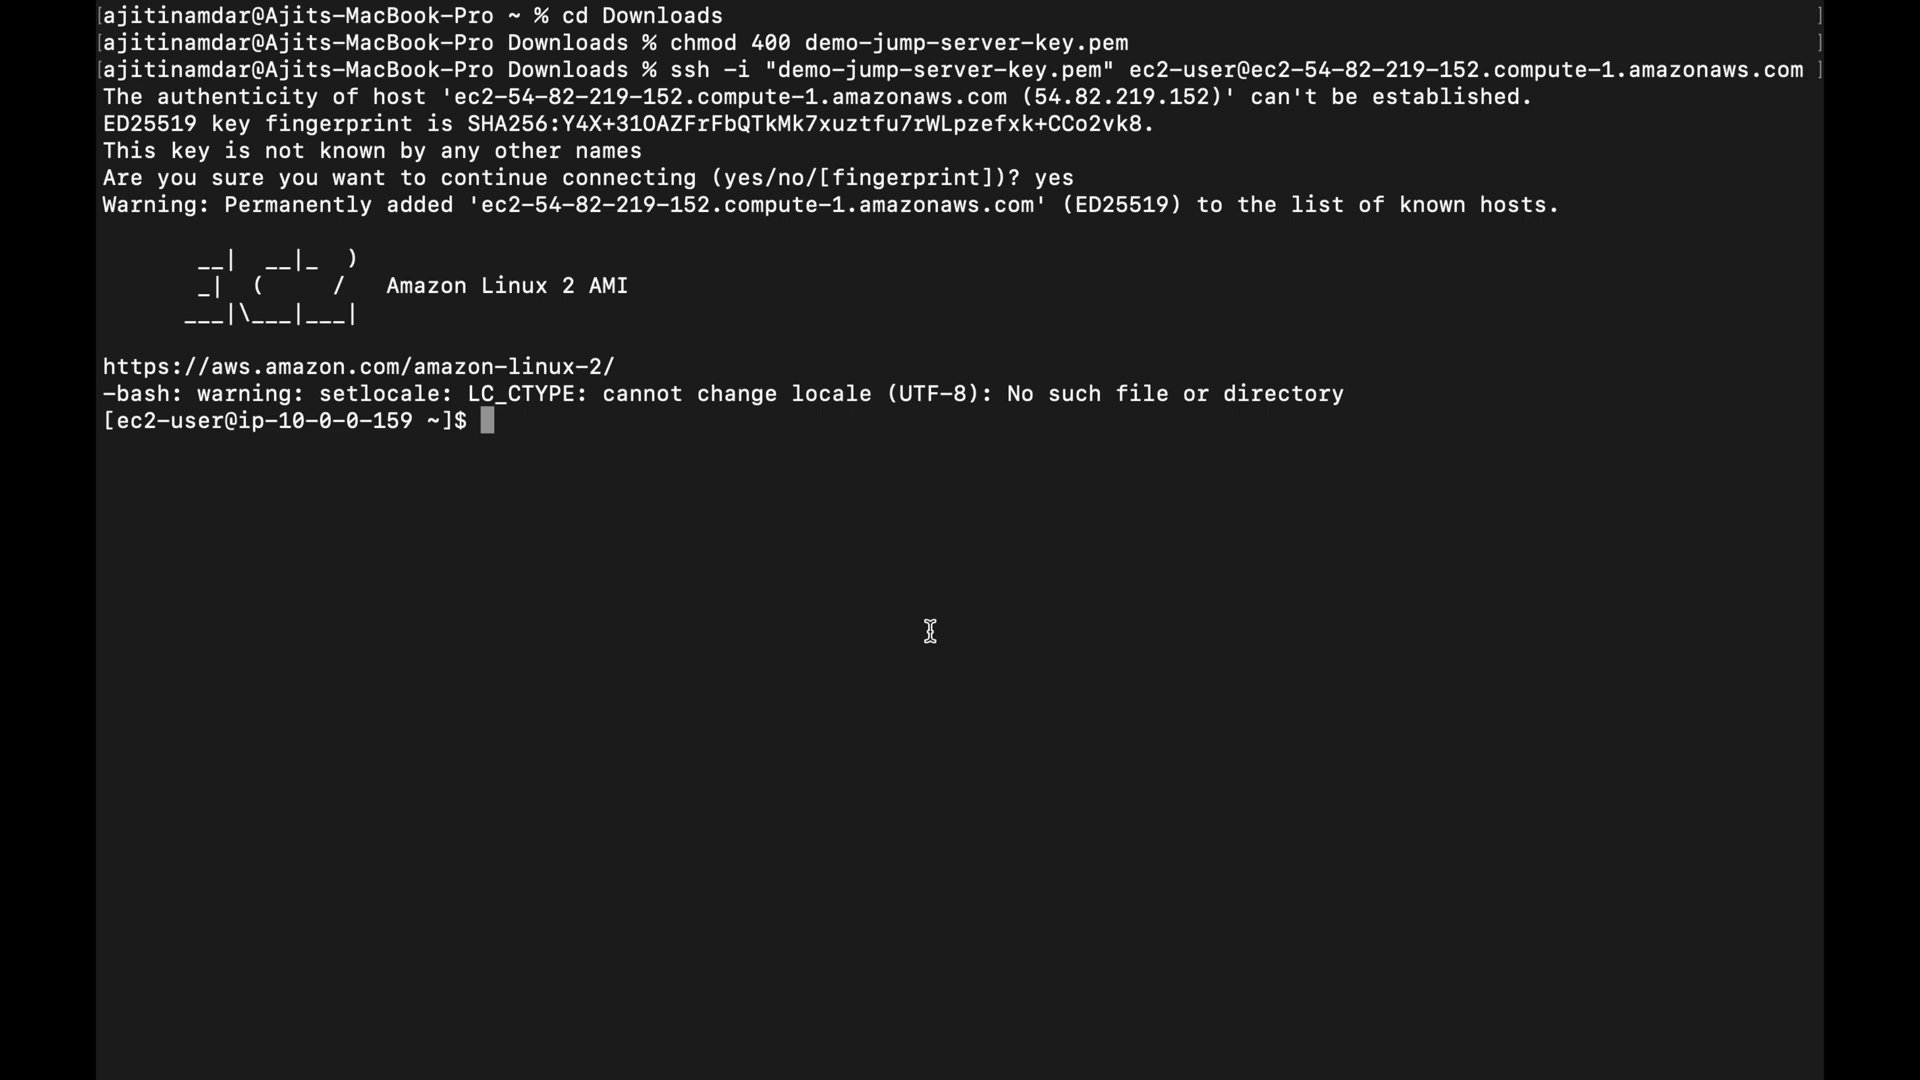 [ajitinamdar@Ajits-MacBook-Pro ~ % cd Downloads ]
[ajitinamdar@Ajits-MacBook-Pro Downloads % chmod 400 demo-jump-server-key.pem ]
[ajitinamdar@Ajits-MacBook-Pro Downloads % ssh -i "demo-jump-server-key.pem" ec2-user@ec2-54-82-219-152.compute-1.amazonaws.com ]
The authenticity of host 'ec2-54-82-219-152.compute-1.amazonaws.com (54.82.219.152)' can't be established.
ED25519 key fingerprint is SHA256:Y4X+31OAZFrFbQTkMk7xuztfu7rWLpzefxk+CCo2vk8.
This key is not known by any other names
Are you sure you want to continue connecting (yes/no/[fingerprint])? yes
Warning: Permanently added 'ec2-54-82-219-152.compute-1.amazonaws.com' (ED25519) to the list of known hosts.

       __|  __|_  )
       _|  (     /   Amazon Linux 2 AMI
      ___|\___|___|

https://aws.amazon.com/amazon-linux-2/
-bash: warning: setlocale: LC_CTYPE: cannot change locale (UTF-8): No such file or directory
[ec2-user@ip-10-0-0-159 ~]$